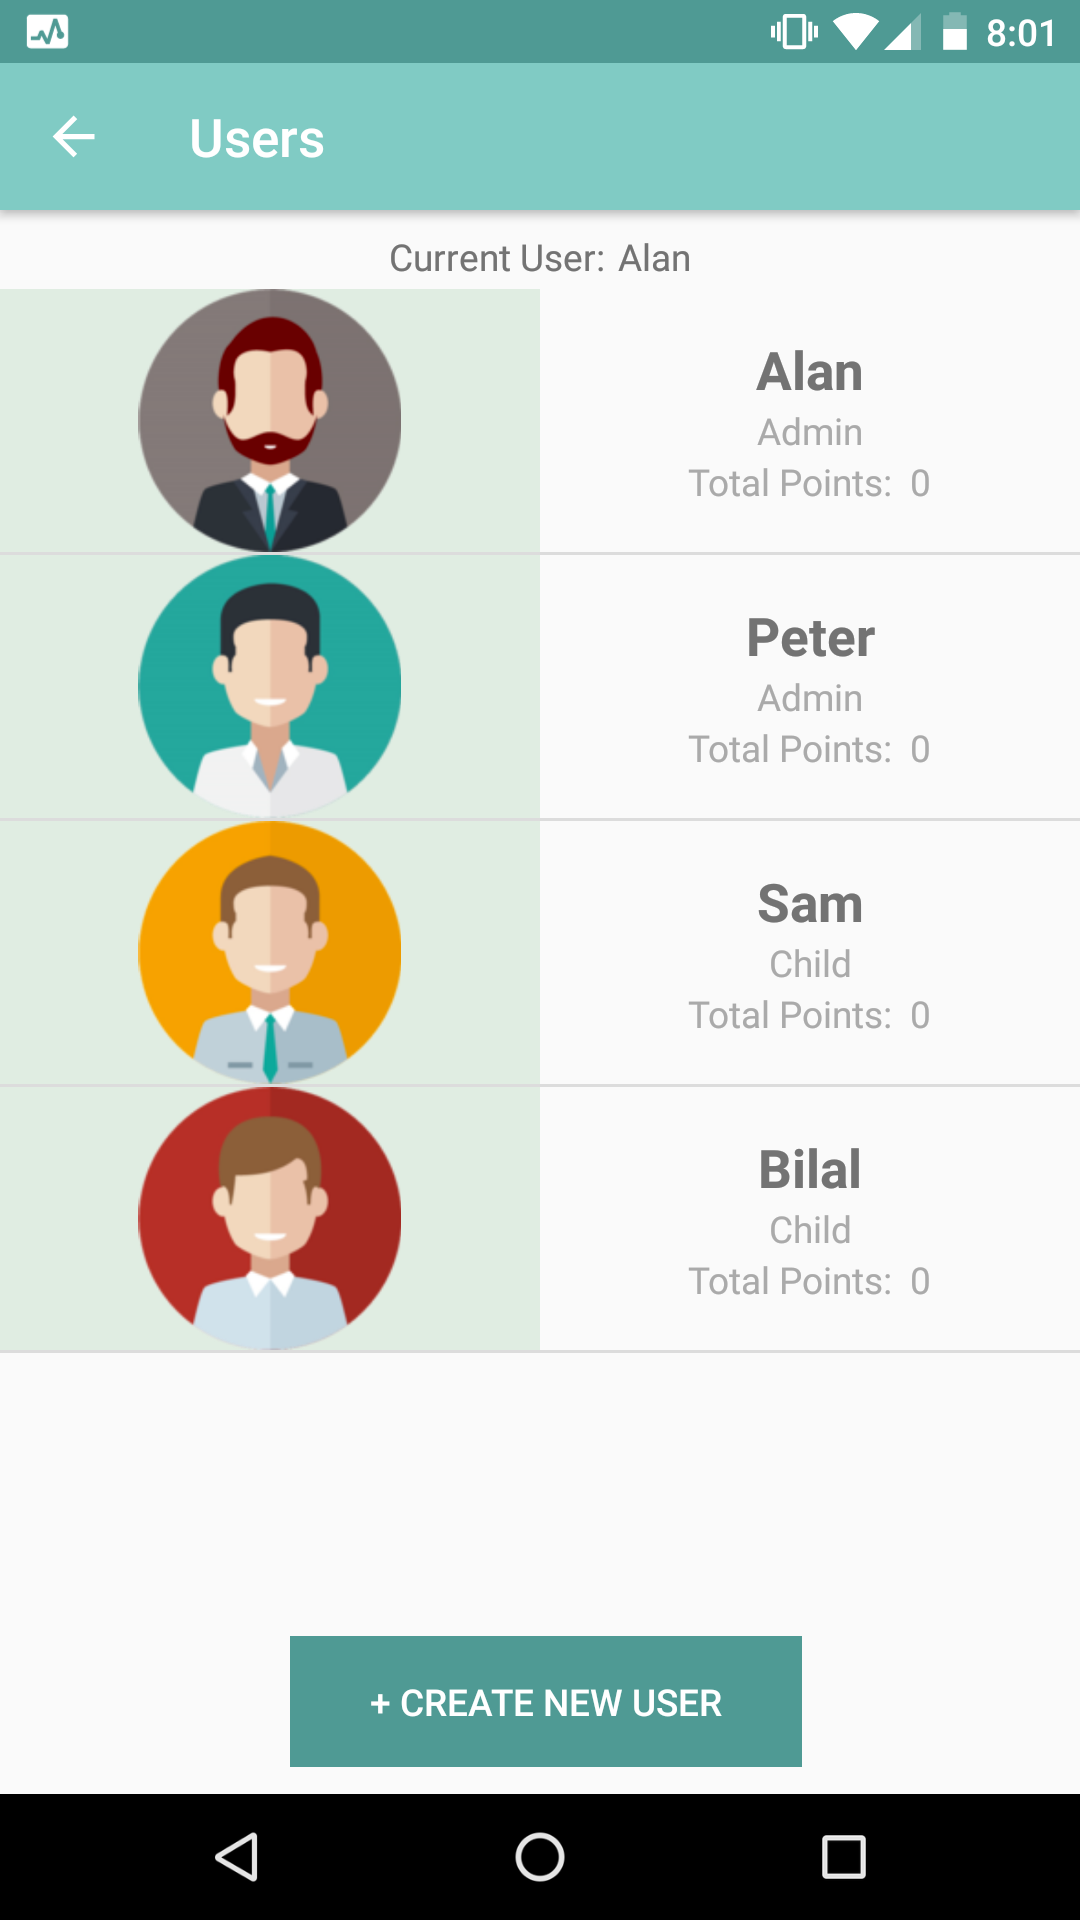 8:01
Users
Current User: Alan
Alan
Admin
Total Points: 0
Peter
Admin
Total Points: 0
Sam
Child
Total Points: 0
Bilal
Child
Total Points: 0
+ CREATE NEW USER